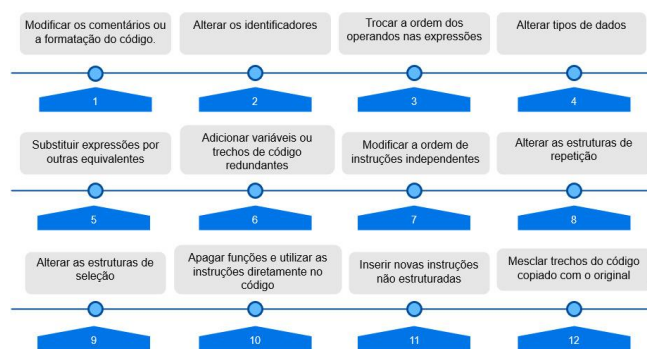 Modificar os comentários ou
a formatação do código.
Alterar os identificadores
Trocar a ordem dos
operandos nas expressões
Alterar tipos de dados
1
2
3
4
Substituir expressões por
outras equivalentes
Adicionar variáveis ou
trechos de código
redundantes
Modificar a ordem de
instruções independentes
Alterar as estruturas de
repetição
5
6
7
8
Alterar as estruturas de
seleção
Apagar funções e utilizar as
instruções diretamente no
código
Inserir novas instruções
não estruturadas
Mesclar trechos do código
copiado com o original
9
10
11
12